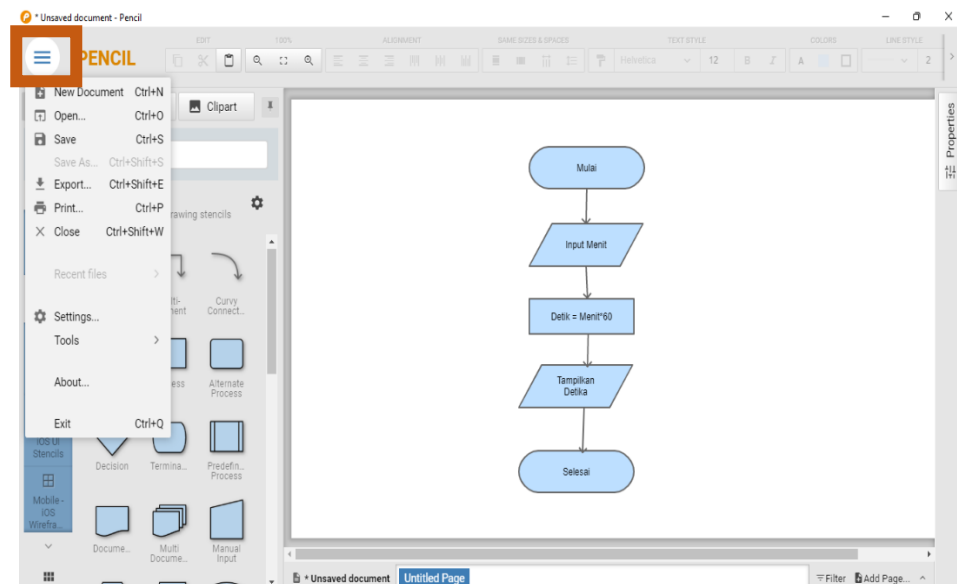 * Unsaved document - Pencil
EDIT
100%
ALIGNMENT
SAME SIZES & SPACES
TEXT STYLE
COLORS
LINE STYLE
PENCIL
Helvetica
12
B
I
A
2
New Document Ctrl+N
Open... Ctrl+O
Save Ctrl+S
Save As... Ctrl+Shift+S
Export... Ctrl+Shift+E
Print... Ctrl+P
Close Ctrl+Shift+W
Recent files
Settings...
Tools
About...
Exit Ctrl+Q
Clipart
stencils
Curvy
Connect...
Alternate
Process
iOS UI
Stencils
Decision
Termina...
Predefin...
Process
Mobile -
iOS
Wirefra...
Docume...
Multi
Docume...
Manual
Input
Mulai
Input Menit
Detik = Menit*60
Tampilkan
Detika
Selesai
Properties
* Unsaved document
Untitled Page
Filter
Add Page...